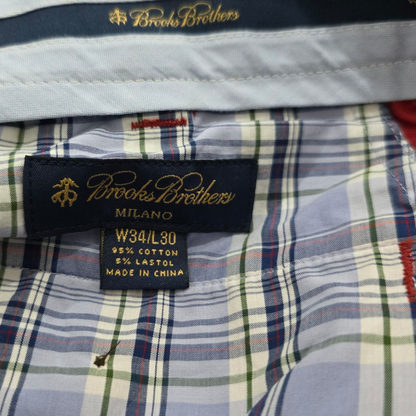 Brooks Brothers
Brooks Brothers
MILANO
W34/L30
95% COTTON
5% LASTOL
MADE IN CHINA